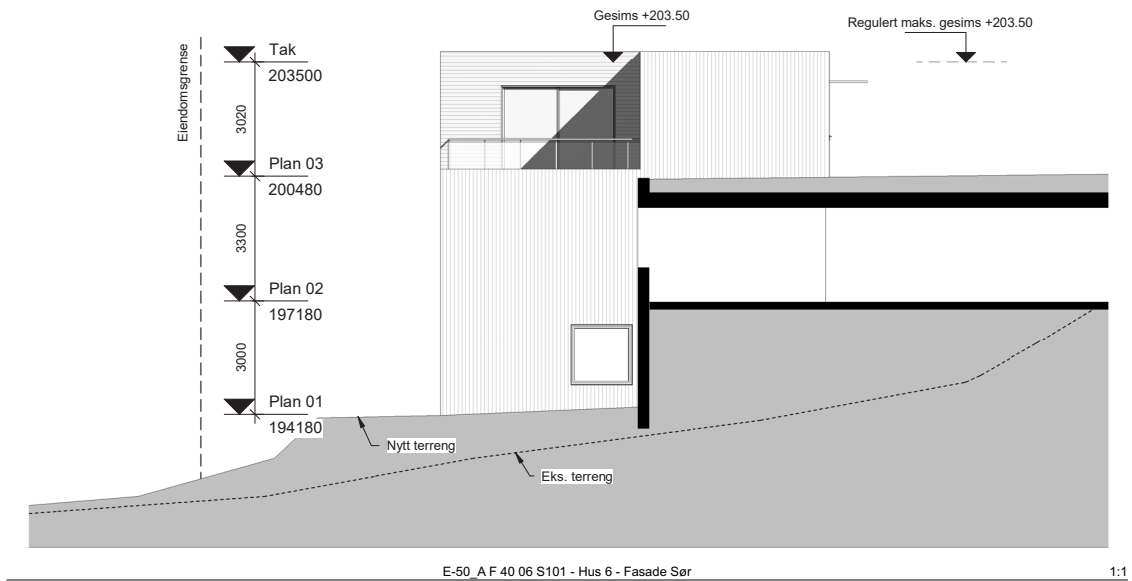 Gesims +203.50
Regulert maks. gesims +203.50
Eiendomsgrense
Tak
203500
3020
Plan 03
200480
3300
Plan 02
197180
3000
Plan 01
194180
Nytt terreng
Eks. terreng
E-50_A F 40 06 S101 - Hus 6 - Fasade Sør
1:1